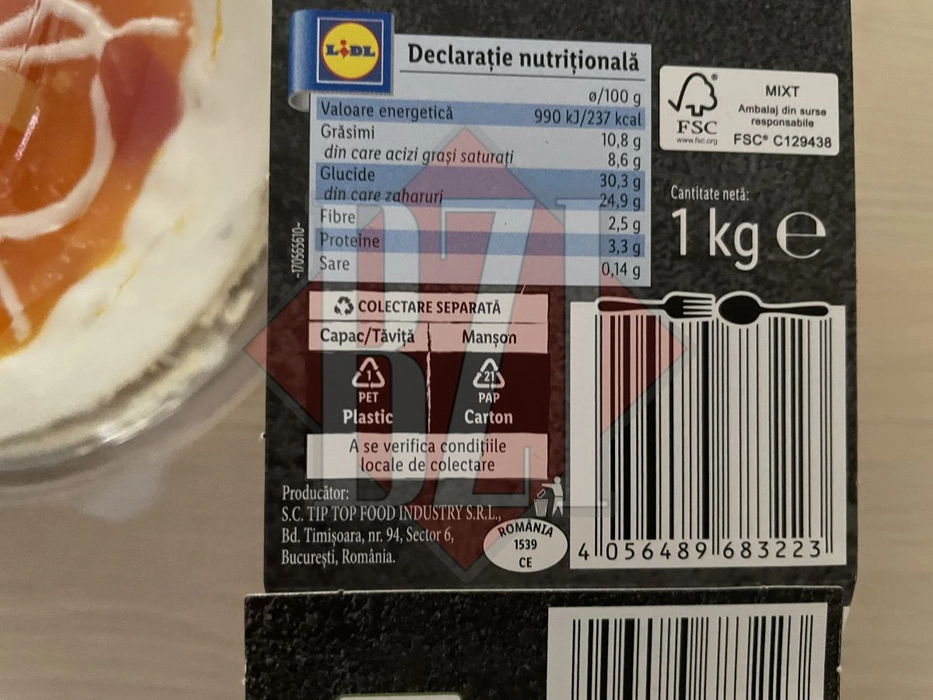 LIDL
Declarație nutrițională
ø/100 g
Valoare energetică 990 kJ/237 kcal
Grăsimi 10,8 g
din care acizi grași saturați 8,6 g
Glucide 30,3 g
din care zaharuri 24,9 g
Fibre 2,5 g
Proteine 3,3 g
Sare 0,14 g
-170565610-
FSC
www.fsc.org
MIXT
Ambalaj din surse
responsabile
FSC® C129438
Cantitate netă:
1 kg e
COLECTARE SEPARATĂ
Capac/Tăviță Manșon
1 21
PET PAP
Plastic Carton
A se verifica condițiile
locale de colectare
Producător:
S.C. TIP TOP FOOD INDUSTRY S.R.L.,
Bd. Timișoara, nr. 94, Sector 6,
București, România.
ROMÂNIA
1539
CE
4 056489 683223
BZI